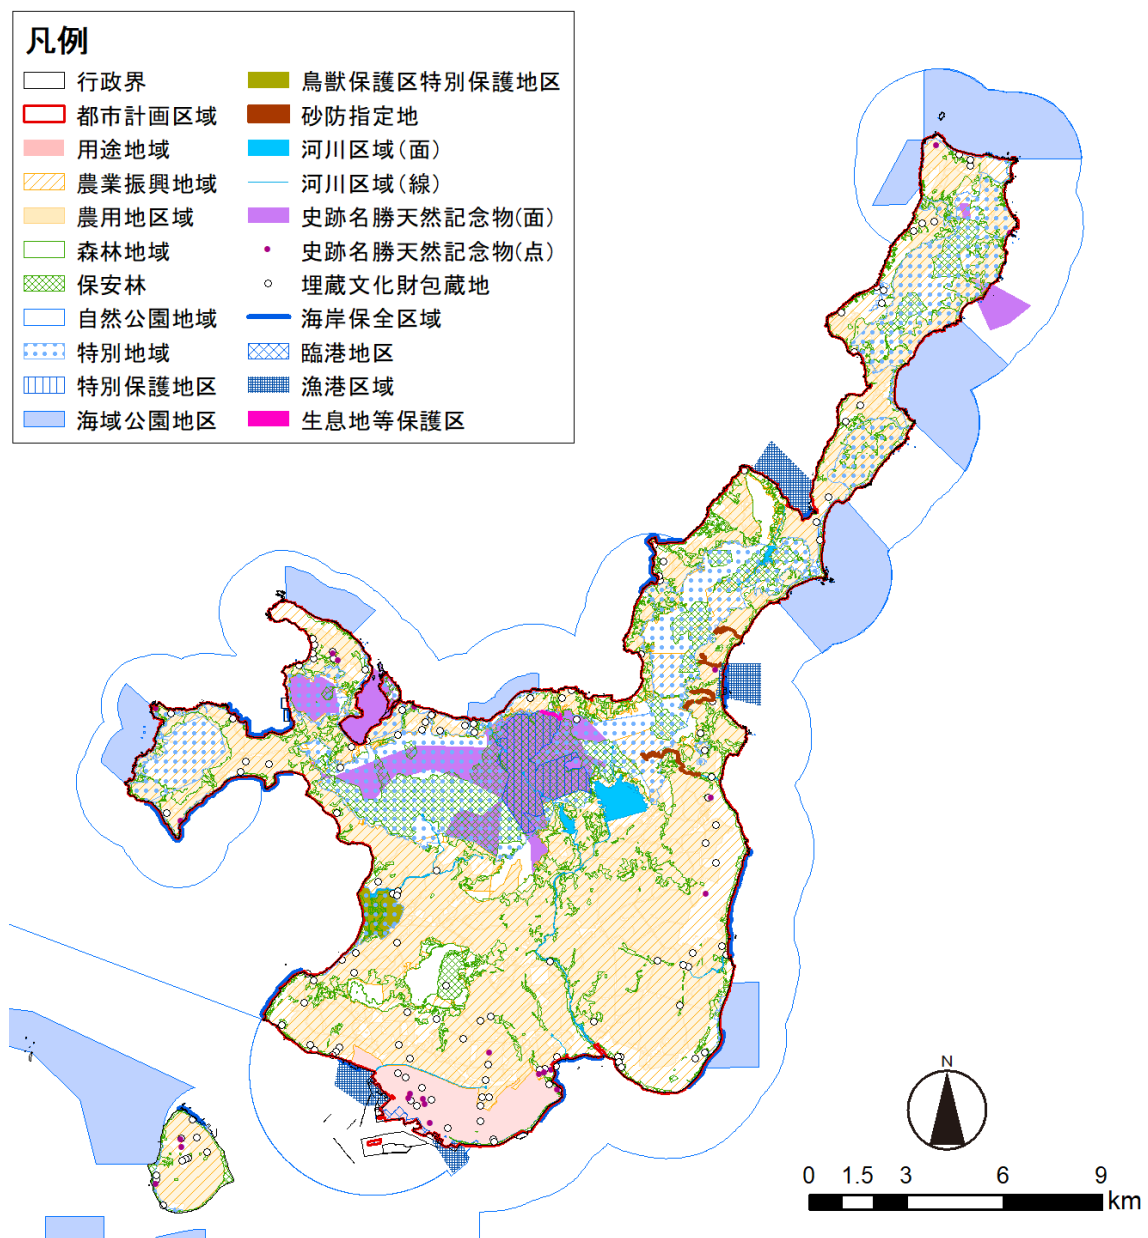 凡例
行政界
都市計画区域
用途地域
農業振興地域
農用地区域
森林地域
保安林
自然公園地域
特別地域
特別保護地区
海域公園地区
鳥獣保護区特別保護地区
砂防指定地
河川区域(面)
河川区域(線)
史跡名勝天然記念物(面)
史跡名勝天然記念物(点)
埋蔵文化財包蔵地
海岸保全区域
臨港地区
漁港区域
生息地等保護区
N
0 1.5 3 6 9
km